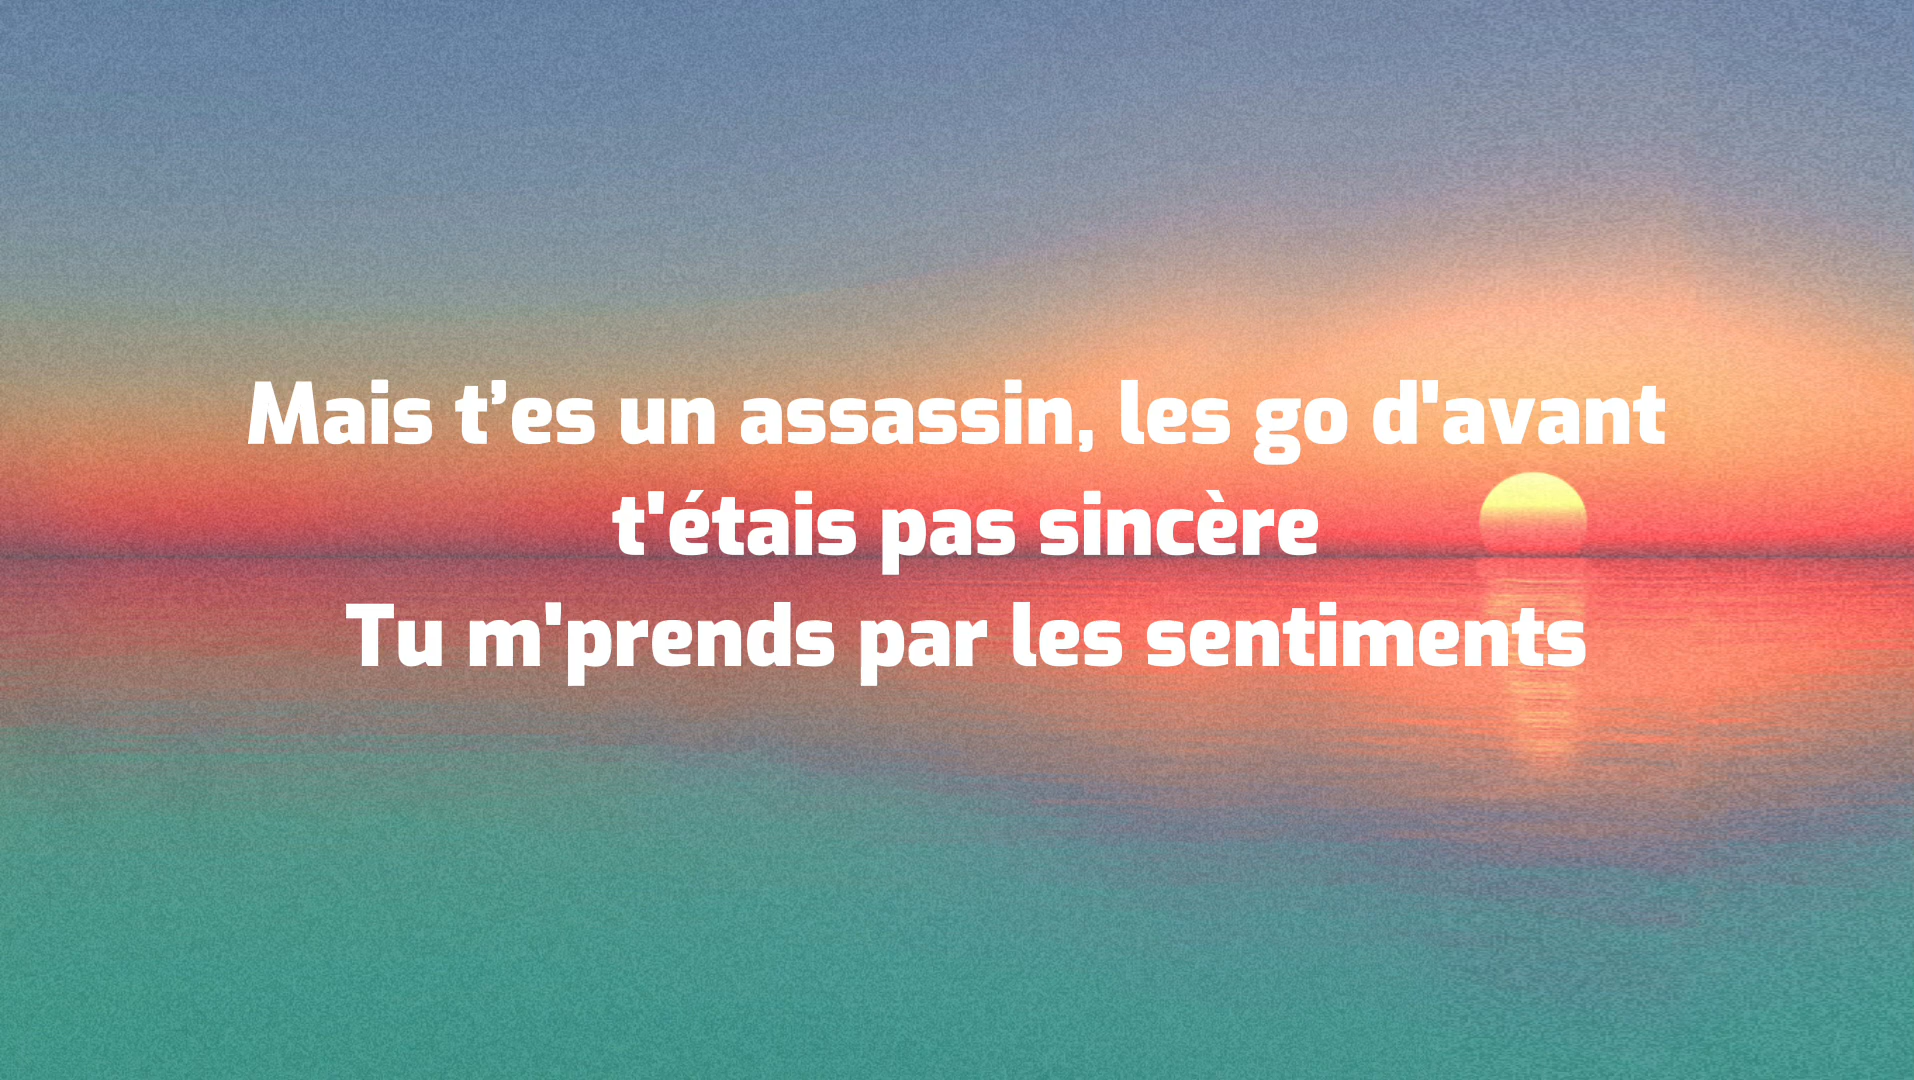 Mais t’es un assassin, les go d'avant
t'étais pas sincère
Tu m'prends par les sentiments